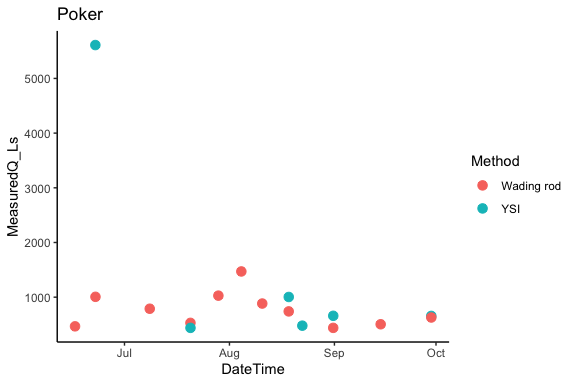 Poker
5000
4000
3000
2000
1000
MeasuredQ_Ls
Jul
Aug
Sep
Oct
DateTime
Method
Wading rod
YSI